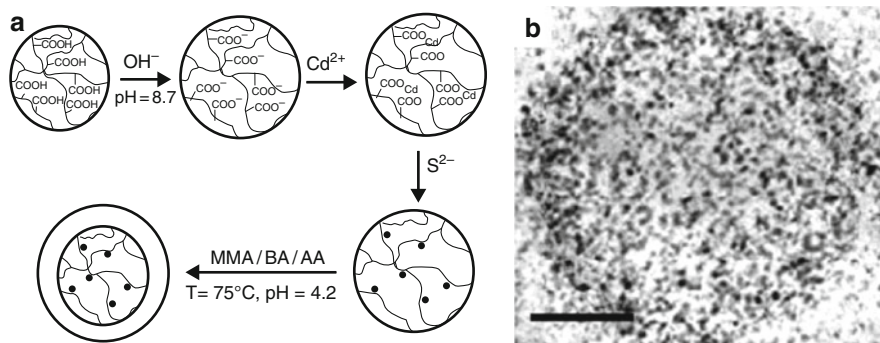 a
COOH
COOH
COOH
COOH
COOH
COOH
OH⁻
pH=8.7
COO⁻
COO⁻
COO⁻
COO⁻
COO⁻
COO⁻
Cd²⁺
COO
Cd
COO
COO
Cd
COO
COO
Cd
COO
S²⁻
MMA/BA/AA
T= 75°C, pH = 4.2
b